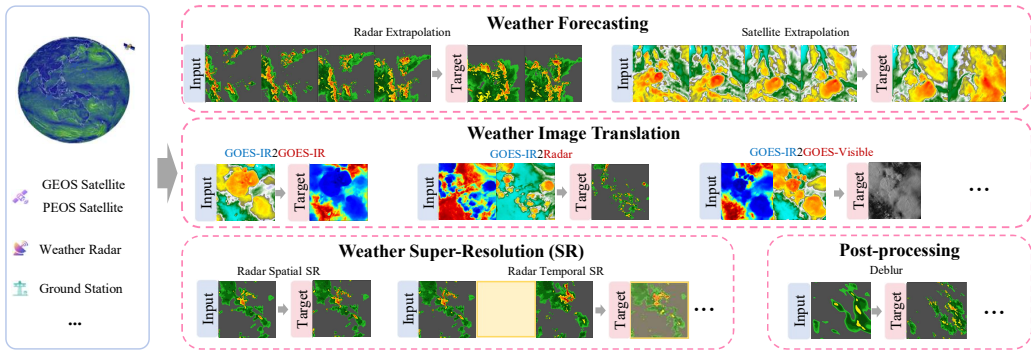 GEOS Satellite
PEOS Satellite
Weather Radar
Ground Station
...
Weather Forecasting
Radar Extrapolation
Satellite Extrapolation
Input
Target
Input
Target
Weather Image Translation
GOES-IR2GOES-IR
GOES-IR2Radar
GOES-IR2GOES-Visible
Input
Target
Input
Target
Input
Target
...
Weather Super-Resolution (SR)
Radar Spatial SR
Radar Temporal SR
Input
Target
Input
Target
...
Post-processing
Deblur
Input
Target
...